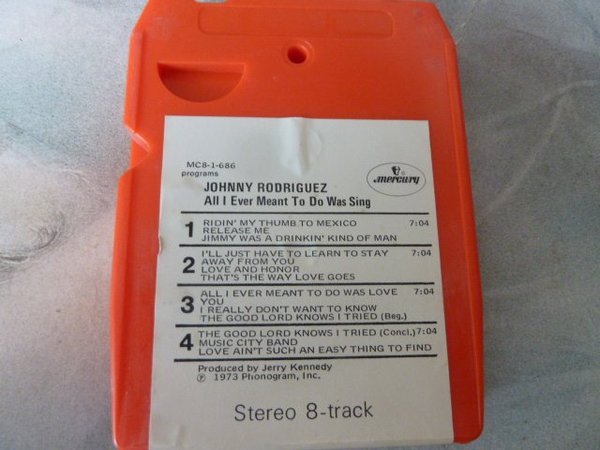 MC8-1-686
programs
mercury
JOHNNY RODRIGUEZ
All I Ever Meant To Do Was Sing
1 RIDIN' MY THUMB TO MEXICO 7:04
RELEASE ME
JIMMY WAS A DRINKIN' KIND OF MAN
2 I'LL JUST HAVE TO LEARN TO STAY 7:04
AWAY FROM YOU
LOVE AND HONOR
THAT'S THE WAY LOVE GOES
3 ALL I EVER MEANT TO DO WAS LOVE 7:04
YOU
I REALLY DON'T WANT TO KNOW
THE GOOD LORD KNOWS I TRIED (Beg.)
4 THE GOOD LORD KNOWS I TRIED (Concl.) 7:04
MUSIC CITY BAND
LOVE AIN'T SUCH AN EASY THING TO FIND
Produced by Jerry Kennedy
℗ 1973 Phonogram, Inc.
Stereo 8-track